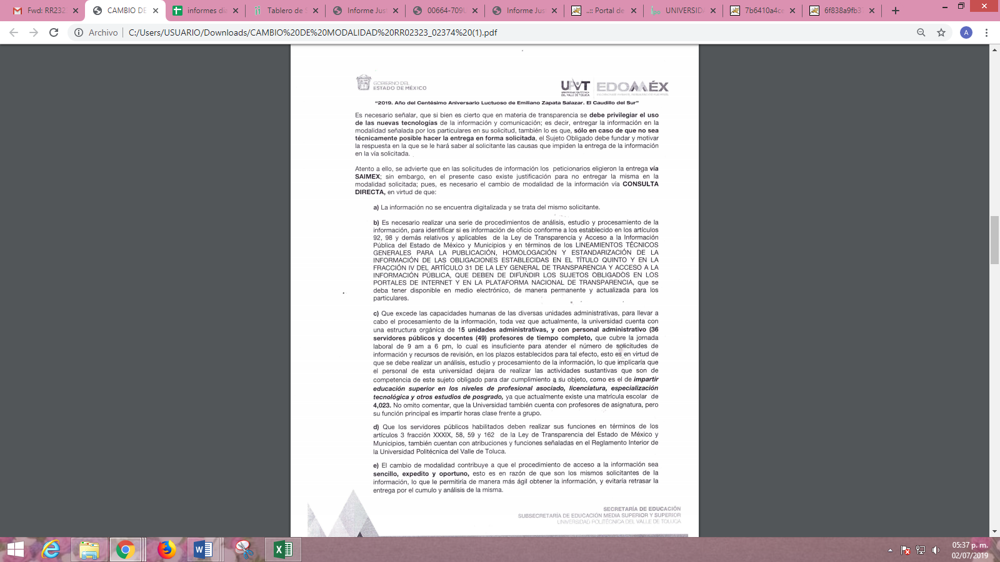 Fwd: RR232
CAMBIO DE
informes dia
Tablero de S
Informe Jus
00664-709L
Informe Jus
..:: Portal de
UNIVERSIDA
7b6410a4ce
6f838a9fb3
Archivo
C:/Users/USUARIO/Downloads/CAMBIO%20DE%20MODALIDAD%20RR02323_02374%20(1).pdf
A
GOBIERNO DEL
ESTADO DE MÉXICO
UPVT
UNIVERSIDAD POLITÉCNICA
DEL VALLE DE TOLUCA
EDOMÉX
“2019. Año del Centésimo Aniversario Luctuoso de Emiliano Zapata Salazar. El Caudillo del Sur”
Es necesario señalar, que si bien es cierto que en materia de transparencia se debe privilegiar el uso
de las nuevas tecnologías de la información y comunicación; es decir, entregar la información en la
modalidad señalada por los particulares en su solicitud, también lo es que, sólo en caso de que no sea
técnicamente posible hacer la entrega en forma solicitada, el Sujeto Obligado debe fundar y motivar
la respuesta en la que se le hará saber al solicitante las causas que impiden la entrega de la información
en la vía solicitada.
Atento a ello, se advierte que en las solicitudes de información los peticionarios eligieron la entrega vía
SAIMEX; sin embargo, en el presente caso existe justificación para no entregar la misma en la
modalidad solicitada; pues, es necesario el cambio de modalidad de la información vía CONSULTA
DIRECTA, en virtud de que:
a) La información no se encuentra digitalizada y se trata del mismo solicitante.
b) Es necesario realizar una serie de procedimientos de análisis, estudio y procesamiento de la
información, para identificar si es información de oficio conforme a los establecido en los artículos
92, 98 y demás relativos y aplicables de la Ley de Transparencia y Acceso a la Información
Pública del Estado de México y Municipios y en términos de los LINEAMIENTOS TÉCNICOS
GENERALES PARA LA PUBLICACIÓN, HOMOLOGACIÓN Y ESTANDARIZACIÓN DE LA
INFORMACIÓN DE LAS OBLIGACIONES ESTABLECIDAS EN EL TÍTULO QUINTO Y EN LA
FRACCIÓN IV DEL ARTÍCULO 31 DE LA LEY GENERAL DE TRANSPARENCIA Y ACCESO A LA
INFORMACIÓN PÚBLICA, QUE DEBEN DE DIFUNDIR LOS SUJETOS OBLIGADOS EN LOS
PORTALES DE INTERNET Y EN LA PLATAFORMA NACIONAL DE TRANSPARENCIA, que se
deba tener disponible en medio electrónico, de manera permanente y actualizada para los
particulares.
c) Que excede las capacidades humanas de las diversas unidades administrativas, para llevar a
cabo el procesamiento de la información, toda vez que actualmente, la universidad cuenta con
una estructura orgánica de 15 unidades administrativas, y con personal administrativo (36
servidores públicos y docentes (49) profesores de tiempo completo, que cubre la jornada
laboral de 9 am a 6 pm, lo cual es insuficiente para atender el número de solicitudes de
información y recursos de revisión, en los plazos establecidos para tal efecto, esto es en virtud de
que se debe realizar un análisis, estudio y procesamiento de la información, lo que implicaría que
el personal de esta universidad dejara de realizar las actividades sustantivas que son de
competencia de este sujeto obligado para dar cumplimiento a su objeto, como es el de impartir
educación superior en los niveles de profesional asociado, licenciatura, especialización
tecnológica y otros estudios de posgrado, ya que actualmente existe una matrícula escolar de
4,023. No omito comentar, que la Universidad también cuenta con profesores de asignatura, pero
su función principal es impartir horas clase frente a grupo.
d) Que los servidores públicos habilitados deben realizar sus funciones en términos de los
artículos 3 fracción XXXIX, 58, 59 y 162 de la Ley de Transparencia del Estado de México y
Municipios, también cuentan con atribuciones y funciones señaladas en el Reglamento Interior de
la Universidad Politécnica del Valle de Toluca.
e) El cambio de modalidad contribuye a que el procedimiento de acceso a la información sea
sencillo, expedito y oportuno, esto es en razón de que son los mismos solicitantes de la
información, lo que le permitiría de manera más ágil obtener la información, y evitaría retrasar la
entrega por el cumulo y análisis de la misma.
SECRETARÍA DE EDUCACIÓN
SUBSECRETARÍA DE EDUCACIÓN MEDIA SUPERIOR Y SUPERIOR
UNIVERSIDAD POLITÉCNICA DEL VALLE DE TOLUCA
05:37 p. m.
02/07/2019